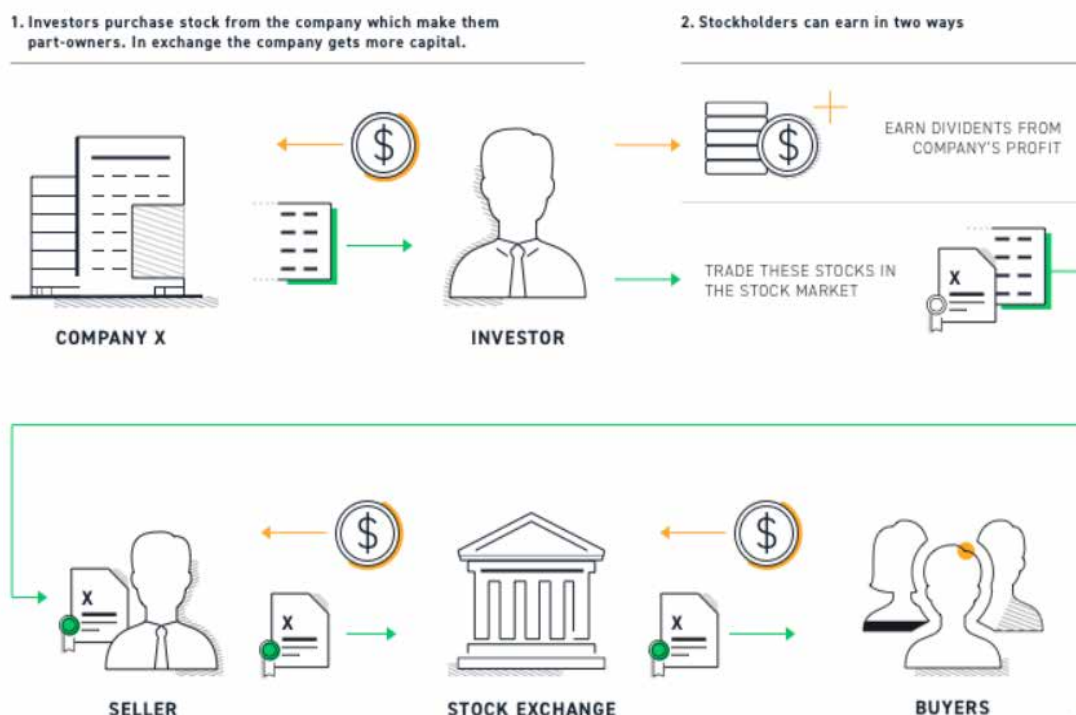 1. Investors purchase stock from the company which make them
part-owners. In exchange the company gets more capital.
2. Stockholders can earn in two ways
$
$
EARN DIVIDENTS FROM
COMPANY'S PROFIT
TRADE THESE STOCKS IN
THE STOCK MARKET
X
COMPANY X
INVESTOR
$
$
X
X
X
SELLER
STOCK EXCHANGE
BUYERS